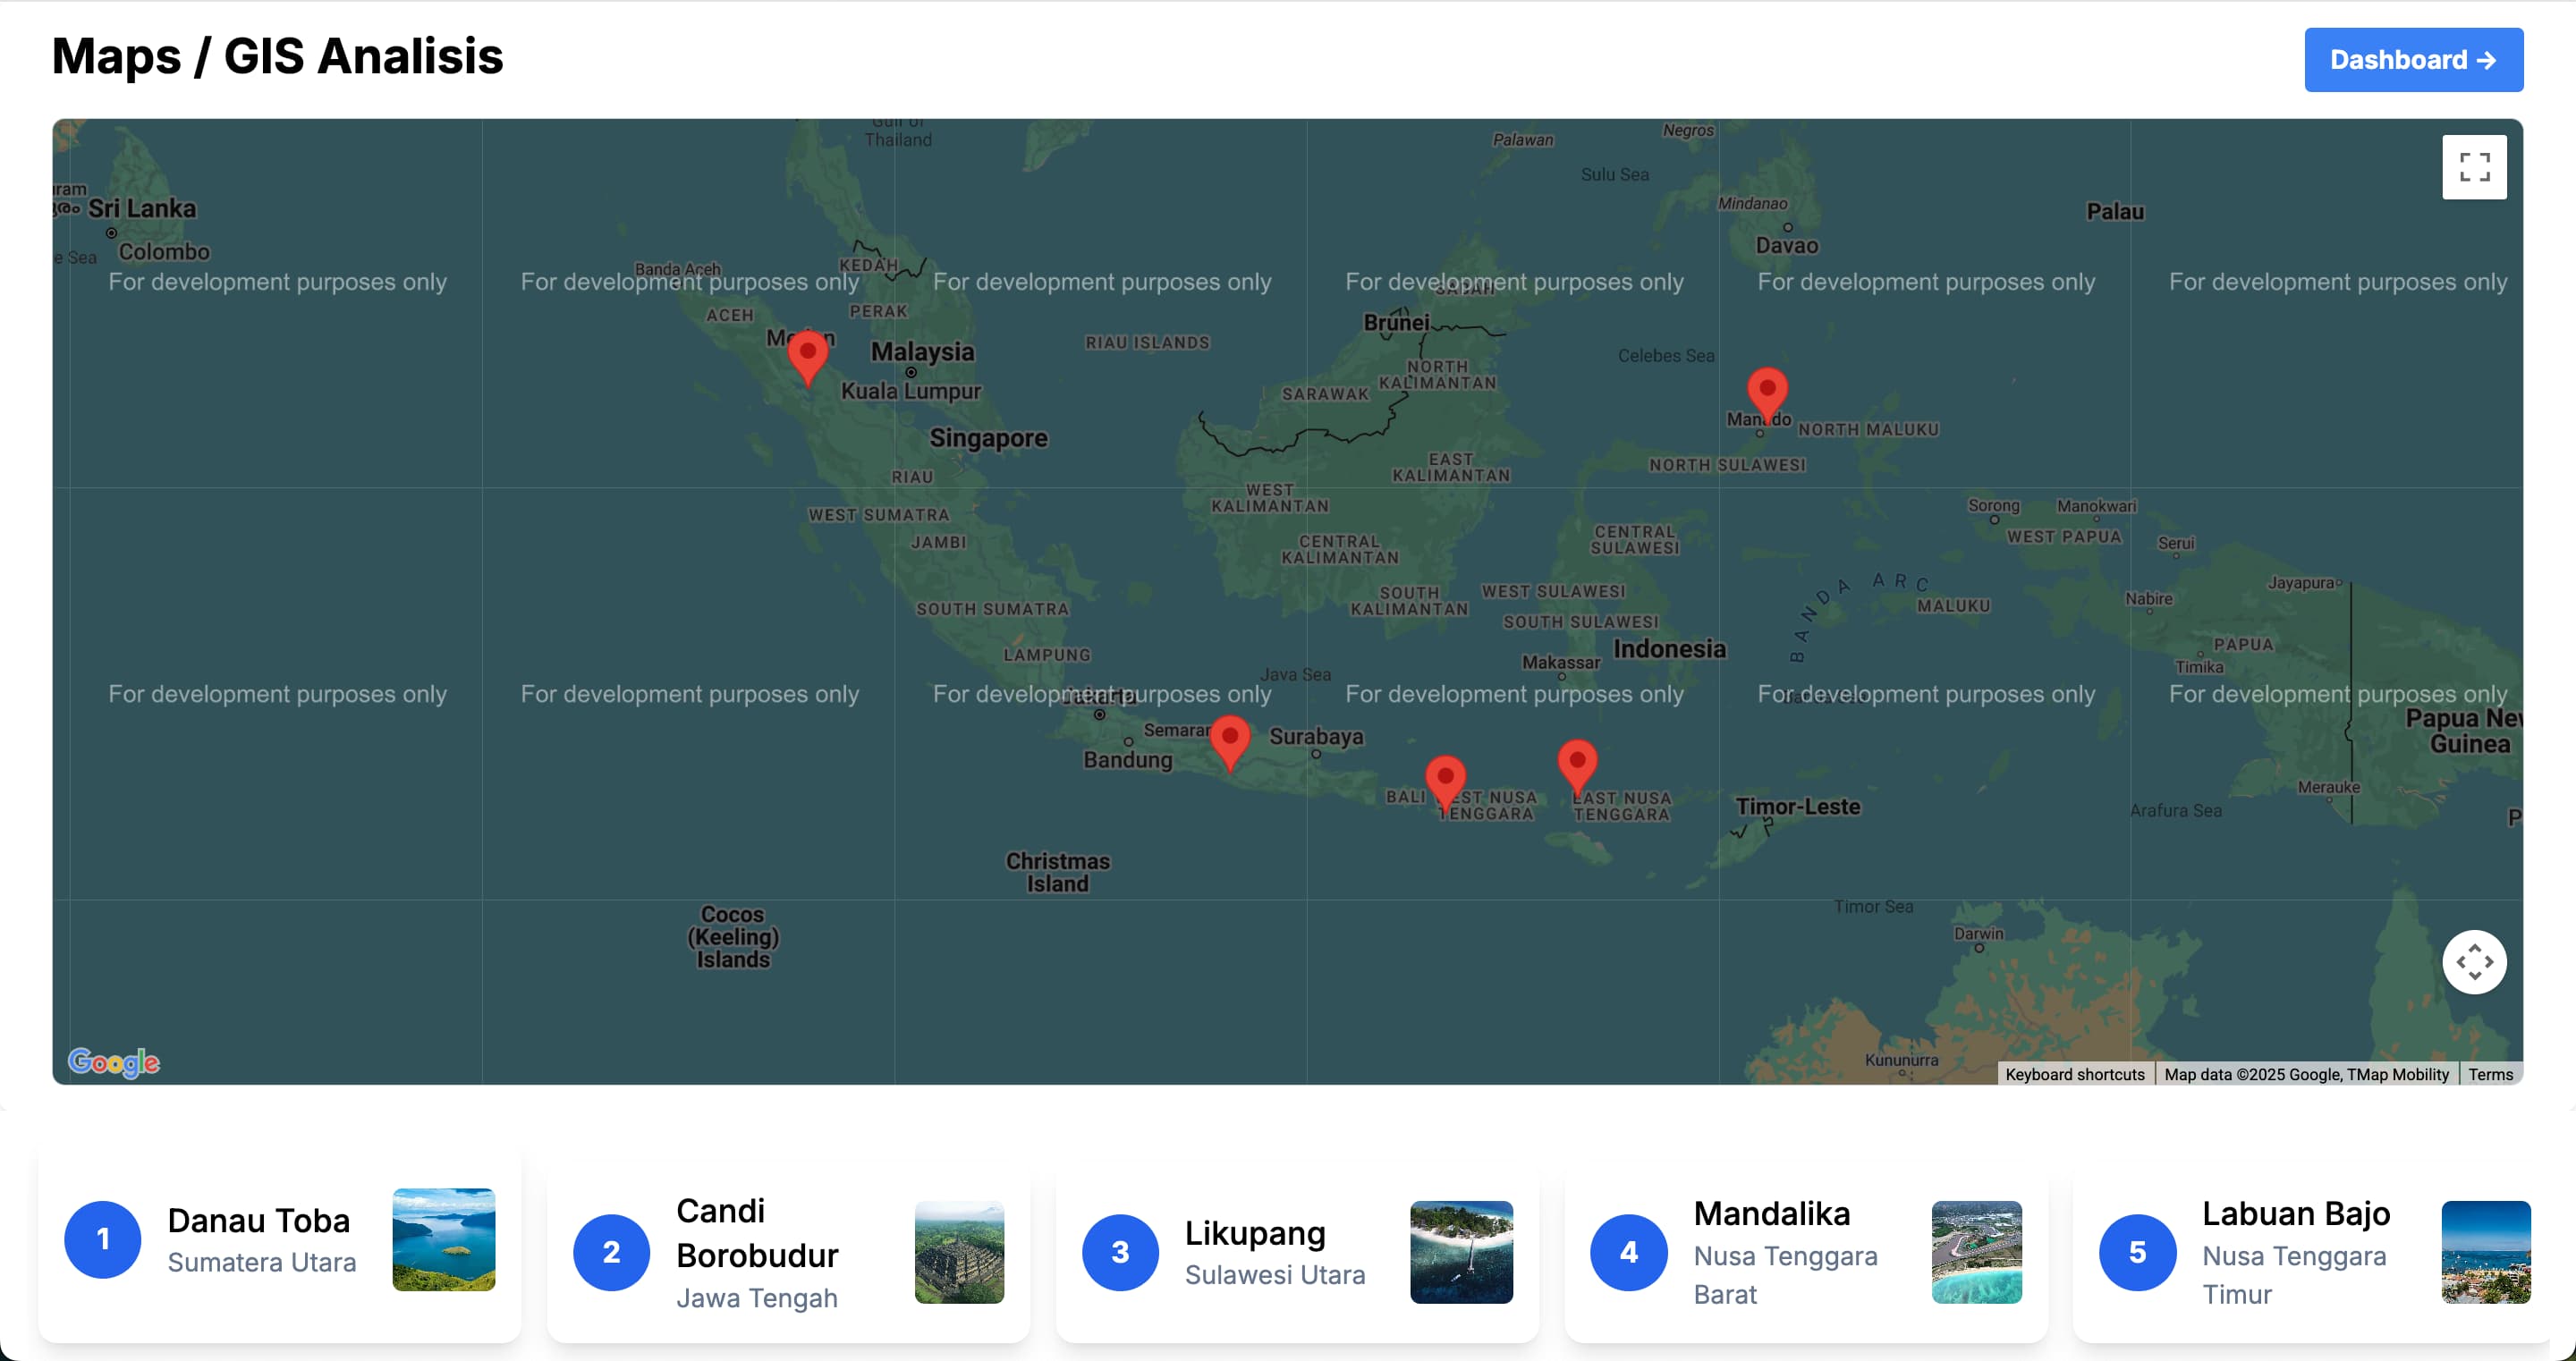 Maps / GIS Analisis
Dashboard →
Gulf of
Thailand
Palawan
Negros
Sulu Sea
Sri Lanka
Colombo
e Sea
Mindanao
Davao
Palau
For development purposes only
For development purposes only
For development purposes only
For development purposes only
For development purposes only
For development purposes only
Banda Aceh
KEDAH
ACEH
PERAK
Malaysia
Kuala Lumpur
RIAU ISLANDS
Brunei
Celebes Sea
NORTH
KALIMANTAN
SARAWAK
Singapore
NORTH MALUKU
NORTH SULAWESI
RIAU
EAST
KALIMANTAN
WEST
KALIMANTAN
WEST SUMATRA
JAMBI
CENTRAL
KALIMANTAN
CENTRAL
SULAWESI
Sorong
Manokwari
WEST PAPUA
Serui
Jayapura
BANDA ARC
SOUTH SUMATRA
SOUTH
KALIMANTAN
WEST SULAWESI
SOUTH SULAWESI
MALUKU
Nabire
LAMPUNG
Makassar
Indonesia
PAPUA
Timika
Java Sea
For development purposes only
For development purposes only
For development purposes only
For development purposes only
For development purposes only
For development purposes only
Jakarta
Papua Nev
Guinea
Semarar
Surabaya
Bandung
BALI
EST NUSA
TENGGARA
EAST NUSA
TENGGARA
Timor-Leste
Merauke
Arafura Sea
Christmas
Island
Cocos
(Keeling)
Islands
Timor Sea
Darwin
Kununurra
Google
Keyboard shortcuts
Map data ©2025 Google, TMap Mobility
Terms
1
Danau Toba
Sumatera Utara
2
Candi
Borobudur
Jawa Tengah
3
Likupang
Sulawesi Utara
4
Mandalika
Nusa Tenggara
Barat
5
Labuan Bajo
Nusa Tenggara
Timur